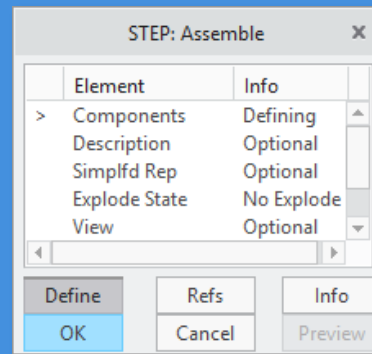 STEP: Assemble ×
Element Info
> Components Defining
Description Optional
Simplfd Rep Optional
Explode State No Explode
View Optional
Define Refs Info
OK Cancel Preview